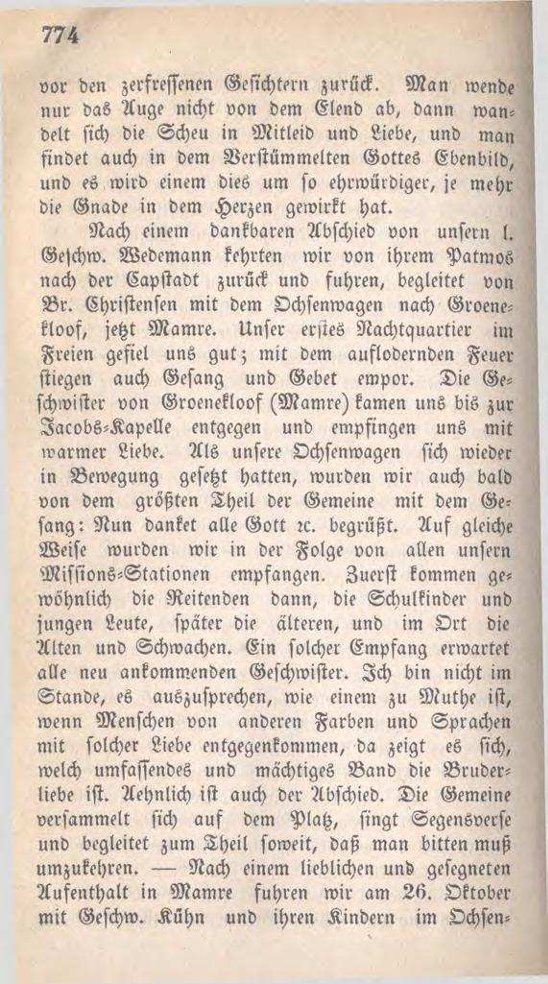 774
vor den zerfressenen Gesichtern zurück. Man wende
nur das Auge nicht von dem Elend ab, dann wan-
delt sich die Scheu in Mitleid und Liebe, und man
findet auch in dem Verstümmelten Gottes Ebenbild,
und es wird einem dies um so ehrwürdiger, je mehr
die Gnade in dem Herzen gewirkt hat.
Nach einem dankbaren Abschied von unsern l.
Geschw. Wedemann kehrten wir von ihrem Patmos
nach der Capstadt zurück und fuhren, begleitet von
Br. Christensen mit dem Ochsenwagen nach Groene-
kloof, jetzt Mamre. Unser erstes Nachtquartier im
Freien gefiel uns gut; mit dem auflodernden Feuer
stiegen auch Gesang und Gebet empor. Die Ge-
schwister von Groenekloof (Mamre) kamen uns bis zur
Jacobs-Kapelle entgegen und empfingen uns mit
warmer Liebe. Als unsere Ochsenwagen sich wieder
in Bewegung gesetzt hatten, wurden wir auch bald
von dem größten Theil der Gemeine mit dem Ge-
sang: Nun danket alle Gott ꝛc. begrüßt. Auf gleiche
Weise wurden wir in der Folge von allen unsern
Missions-Stationen empfangen. Zuerst kommen ge-
wöhnlich die Reitenden dann, die Schulkinder und
jungen Leute, später die älteren, und im Ort die
Alten und Schwachen. Ein solcher Empfang erwartet
alle neu ankommenden Geschwister. Ich bin nicht im
Stande, es auszusprechen, wie einem zu Muthe ist,
wenn Menschen von anderen Farben und Sprachen
mit solcher Liebe entgegenkommen, da zeigt es sich,
welch umfassendes und mächtiges Band die Bruder-
liebe ist. Aehnlich ist auch der Abschied. Die Gemeine
versammelt sich auf dem Platz, singt Segensverse
und begleitet zum Theil soweit, daß man bitten muß
umzukehren. — Nach einem lieblichen und gesegneten
Aufenthalt in Mamre fuhren wir am 26. Oktober
mit Geschw. Kühn und ihren Kindern im Ochsen-